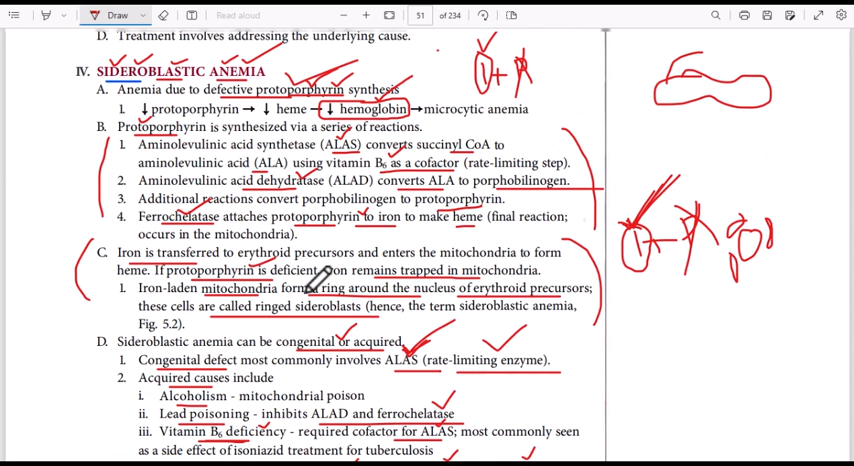 Draw
Read aloud
51
of 234
D. Treatment involves addressing the underlying cause.
IV. SIDEROBLASTIC ANEMIA
A. Anemia due to defective protoporphyrin synthesis
1. ↓protoporphyrin → ↓ heme → ↓ hemoglobin → microcytic anemia
B. Protoporphyrin is synthesized via a series of reactions.
1. Aminolevulinic acid synthetase (ALAS) converts succinyl CoA to
aminolevulinic acid (ALA) using vitamin B6 as a cofactor (rate-limiting step).
2. Aminolevulinic acid dehydratase (ALAD) converts ALA to porphobilinogen.
3. Additional reactions convert porphobilinogen to protoporphyrin.
4. Ferrochelatase attaches protoporphyrin to iron to make heme (final reaction;
occurs in the mitochondria).
C. Iron is transferred to erythroid precursors and enters the mitochondria to form
heme. If protoporphyrin is deficient, iron remains trapped in mitochondria.
1. Iron-laden mitochondria form a ring around the nucleus of erythroid precursors;
these cells are called ringed sideroblasts (hence, the term sideroblastic anemia,
Fig. 5.2).
D. Sideroblastic anemia can be congenital or acquired.
1. Congenital defect most commonly involves ALAS (rate-limiting enzyme).
2. Acquired causes include
i. Alcoholism - mitochondrial poison
ii. Lead poisoning - inhibits ALAD and ferrochelatase
iii. Vitamin B6 deficiency - required cofactor for ALAS; most commonly seen
as a side effect of isoniazid treatment for tuberculosis